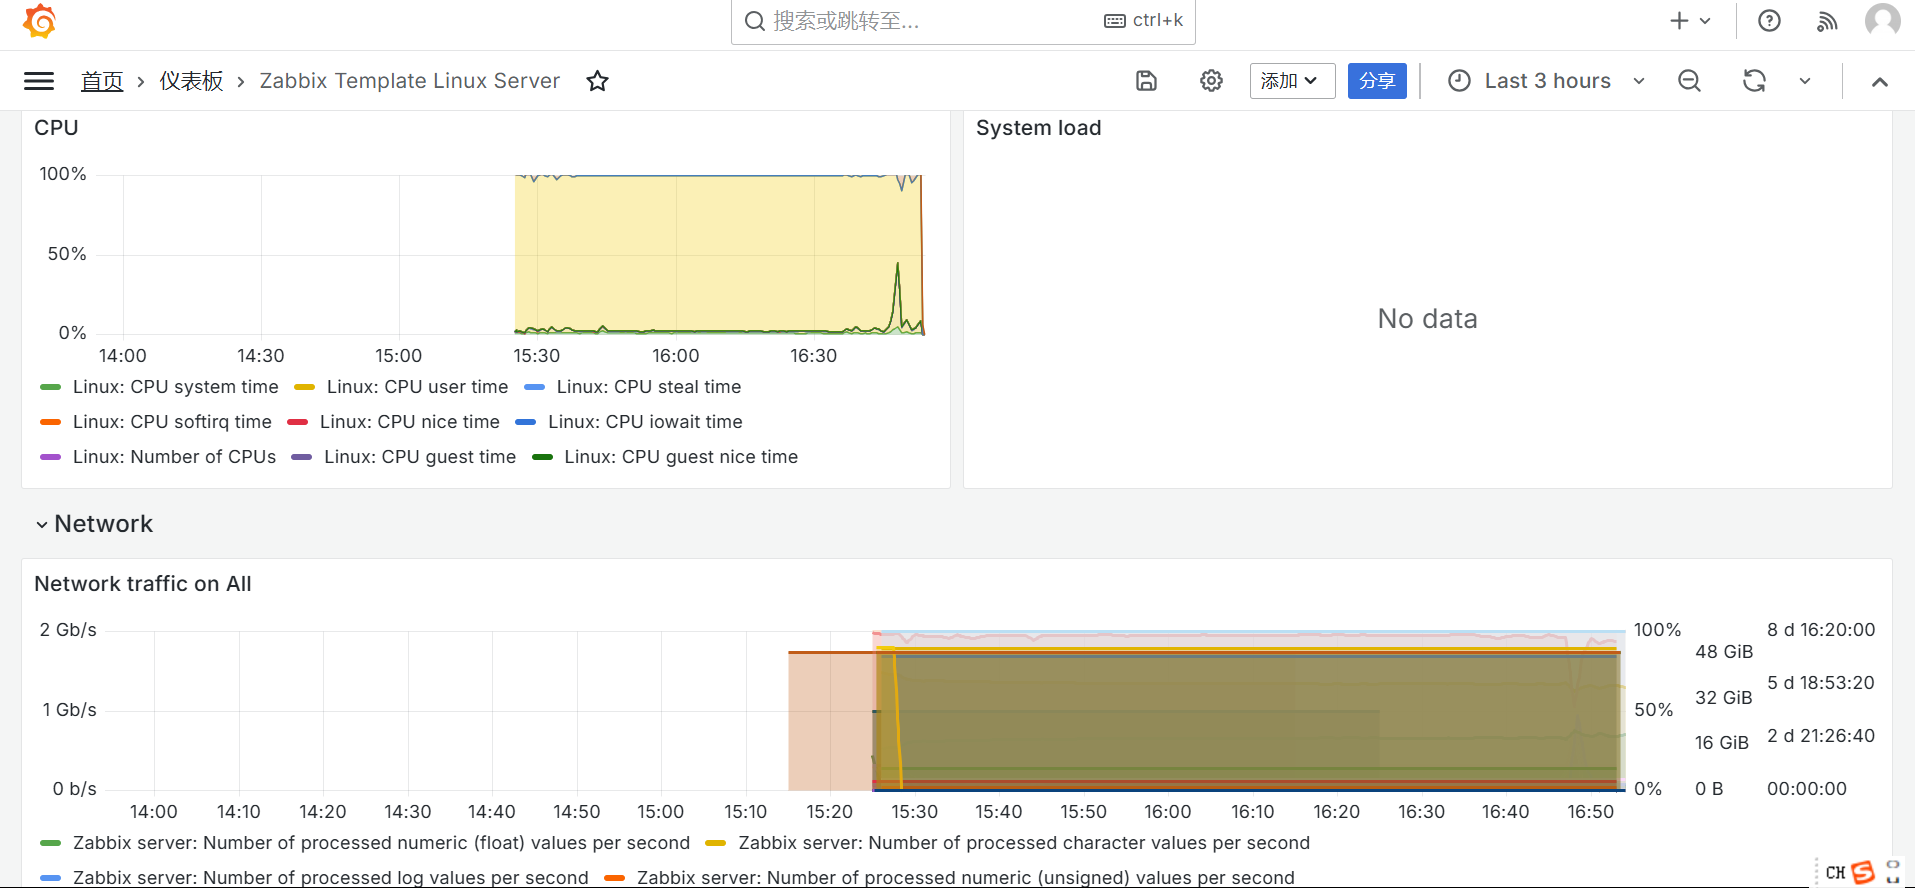 搜索或跳转至... ctrl+k
首页 › 仪表板 › Zabbix Template Linux Server 添加 分享 Last 3 hours
CPU
100%
50%
0%
14:00 14:30 15:00 15:30 16:00 16:30
Linux: CPU system time Linux: CPU user time Linux: CPU steal time
Linux: CPU softirq time Linux: CPU nice time Linux: CPU iowait time
Linux: Number of CPUs Linux: CPU guest time Linux: CPU guest nice time
System load
No data
Network
Network traffic on All
2 Gb/s
1 Gb/s
0 b/s
100%
50%
0%
48 GiB
32 GiB
16 GiB
0 B
8 d 16:20:00
5 d 18:53:20
2 d 21:26:40
00:00:00
14:00 14:10 14:20 14:30 14:40 14:50 15:00 15:10 15:20 15:30 15:40 15:50 16:00 16:10 16:20 16:30 16:40 16:50
Zabbix server: Number of processed numeric (float) values per second Zabbix server: Number of processed character values per second
Zabbix server: Number of processed log values per second Zabbix server: Number of processed numeric (unsigned) values per second
CH S